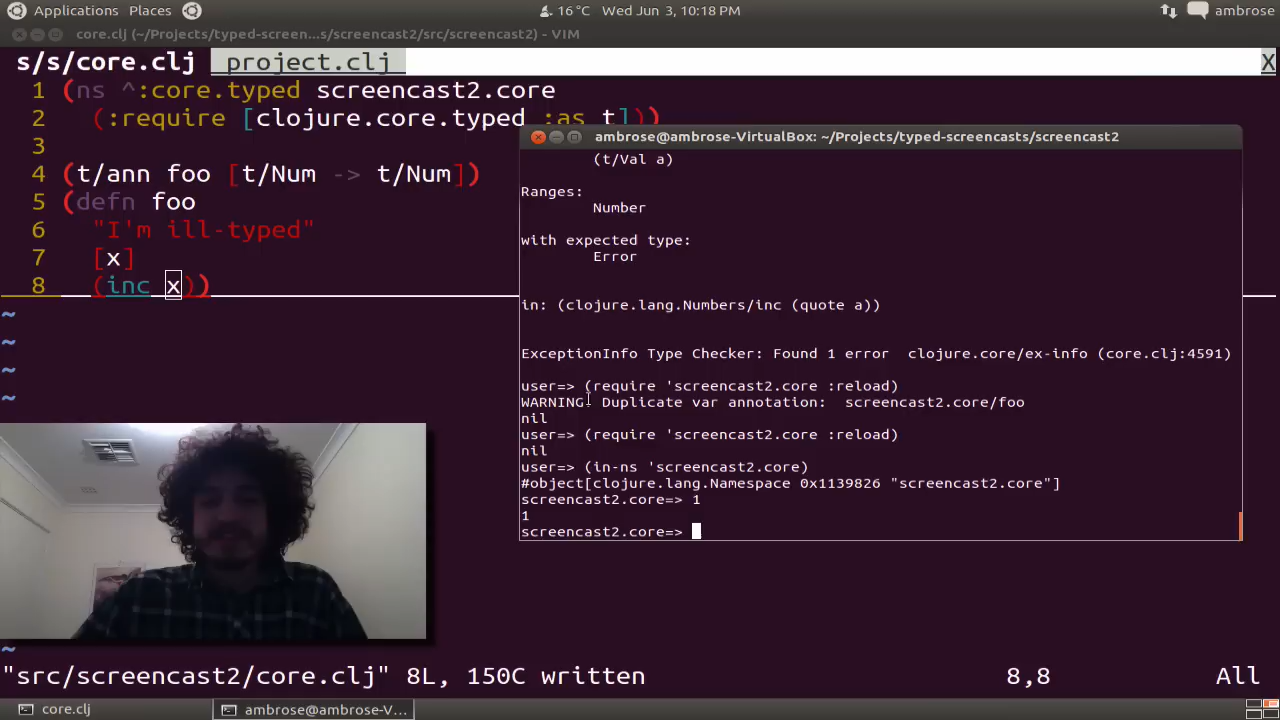 Applications Places 16 °C Wed Jun 3, 10:18 PM ambrose
core.clj (~/Projects/typed-screen...s/screencast2/src/screencast2) - VIM
s/s/core.clj project.clj X
1 (ns ^:core.typed screencast2.core
2 (:require [clojure.core.typed :as t]))
3
4 (t/ann foo [t/Num -> t/Num])
5 (defn foo
6 "I'm ill-typed"
7 [x]
8 (inc x))
~
~
~
~
~
"src/screencast2/core.clj" 8L, 150C written 8,8 All
ambrose@ambrose-VirtualBox: ~/Projects/typed-screencasts/screencast2
(t/Val a)
Ranges:
Number
with expected type:
Error
in: (clojure.lang.Numbers/inc (quote a))
ExceptionInfo Type Checker: Found 1 error clojure.core/ex-info (core.clj:4591)
user=> (require 'screencast2.core :reload)
WARNING: Duplicate var annotation: screencast2.core/foo
nil
user=> (require 'screencast2.core :reload)
nil
user=> (in-ns 'screencast2.core)
#object[clojure.lang.Namespace 0x1139826 "screencast2.core"]
screencast2.core=> 1
1
screencast2.core=>
core.clj ambrose@ambrose-V...